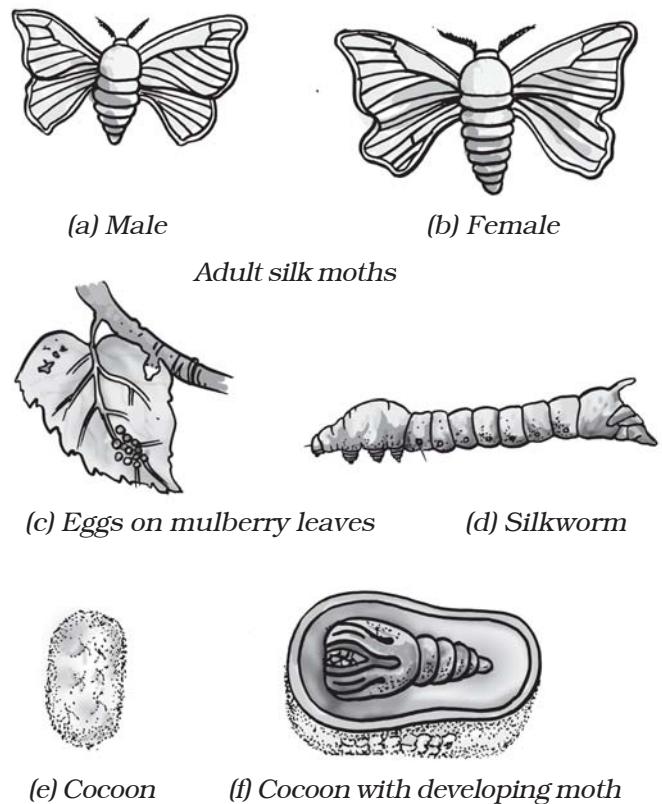 (a) Male
(b) Female
Adult silk moths
(c) Eggs on mulberry leaves
(d) Silkworm
(e) Cocoon
(f) Cocoon with developing moth